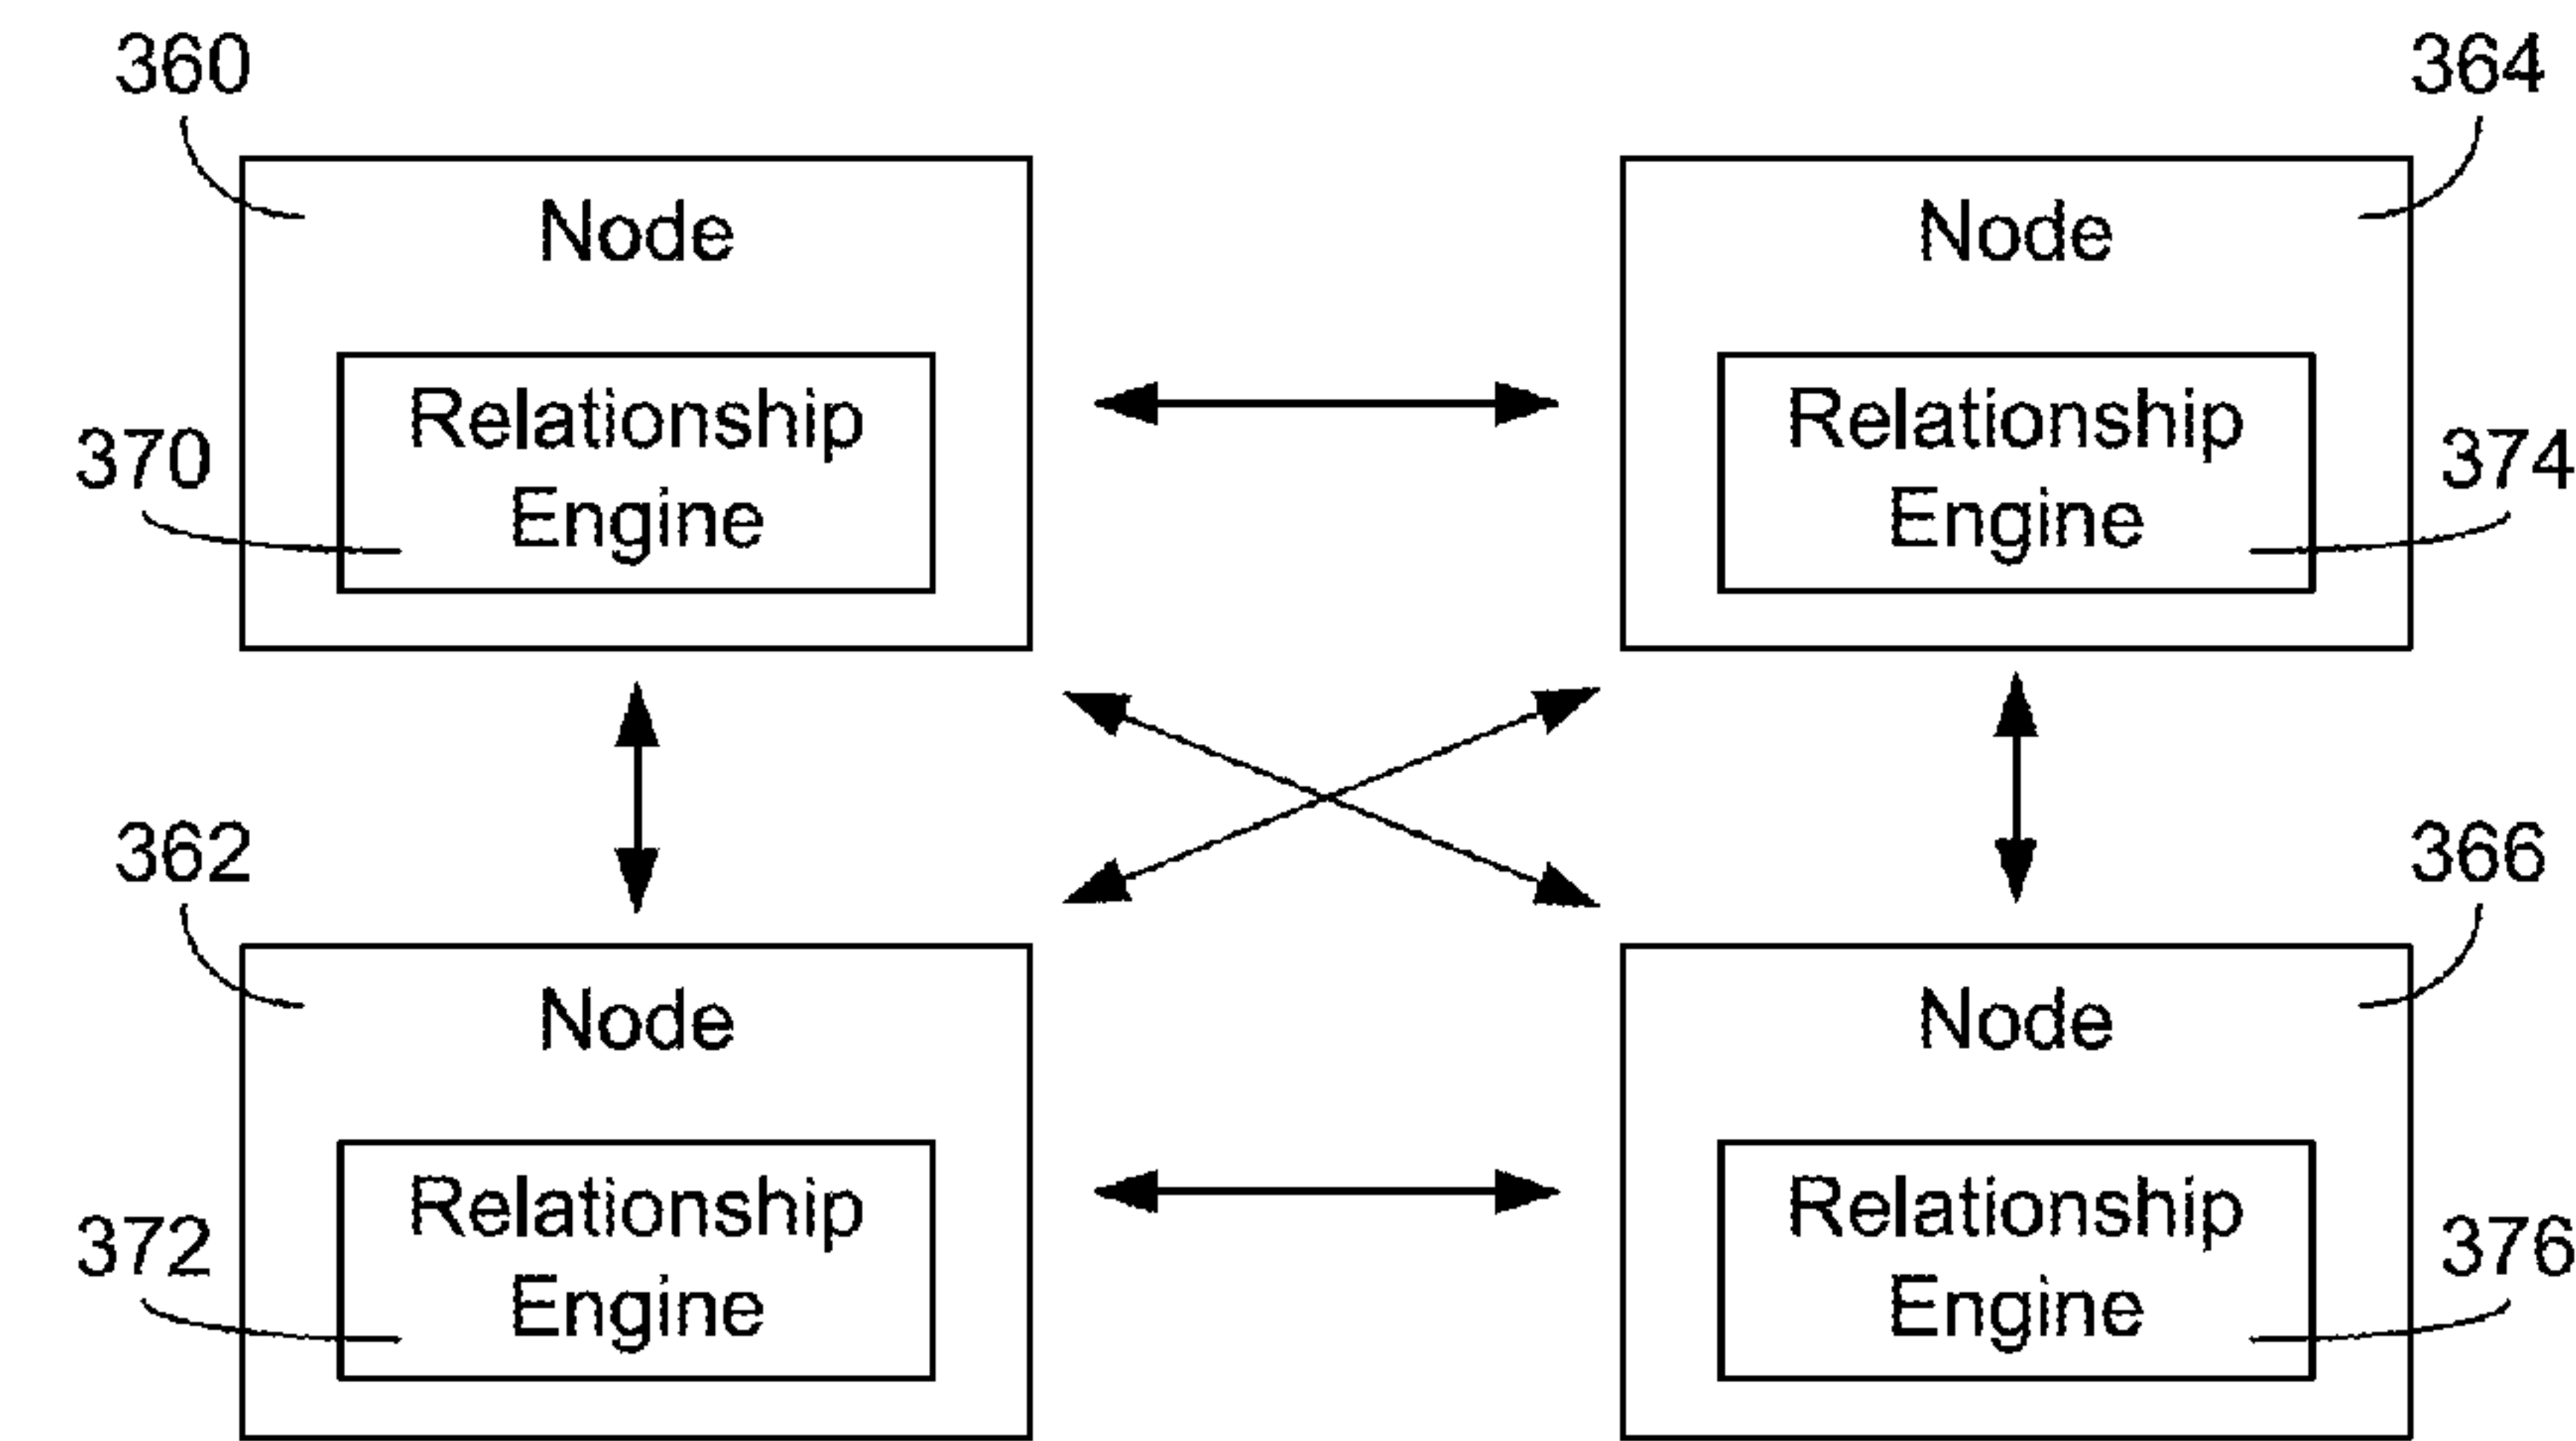 360
364
Node
Node
Relationship
Engine
Relationship
Engine
370
374
362
366
Node
Node
Relationship
Engine
Relationship
Engine
372
376